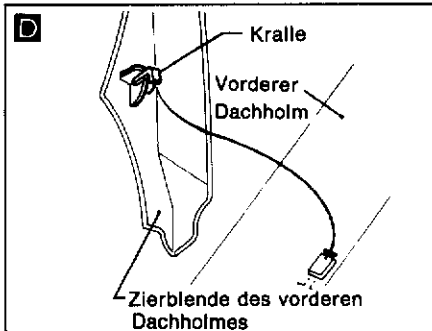 D
Kralle
Vorderer
Dachholm
Zierblende des vorderen
Dachholmes